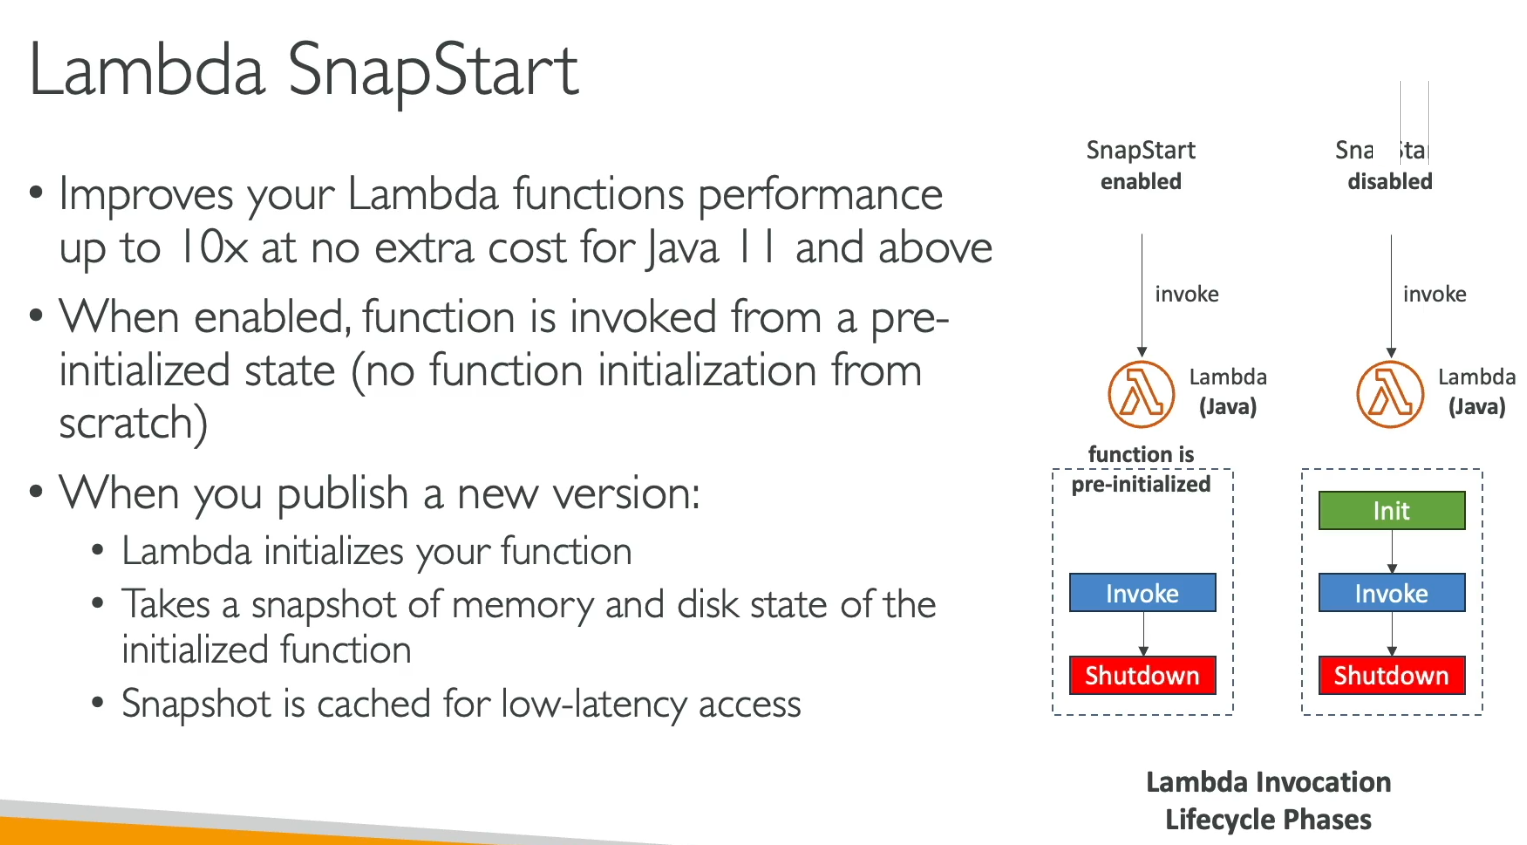 Lambda SnapStart
• Improves your Lambda functions performance
up to 10x at no extra cost for Java 11 and above
• When enabled, function is invoked from a pre-
initialized state (no function initialization from
scratch)
• When you publish a new version:
• Lambda initializes your function
• Takes a snapshot of memory and disk state of the
initialized function
• Snapshot is cached for low-latency access
SnapStart
enabled
invoke
Lambda
(Java)
function is
pre-initialized
Invoke
Shutdown
disabled
invoke
Lambda
(Java)
Init
Invoke
Shutdown
Lambda Invocation
Lifecycle Phases